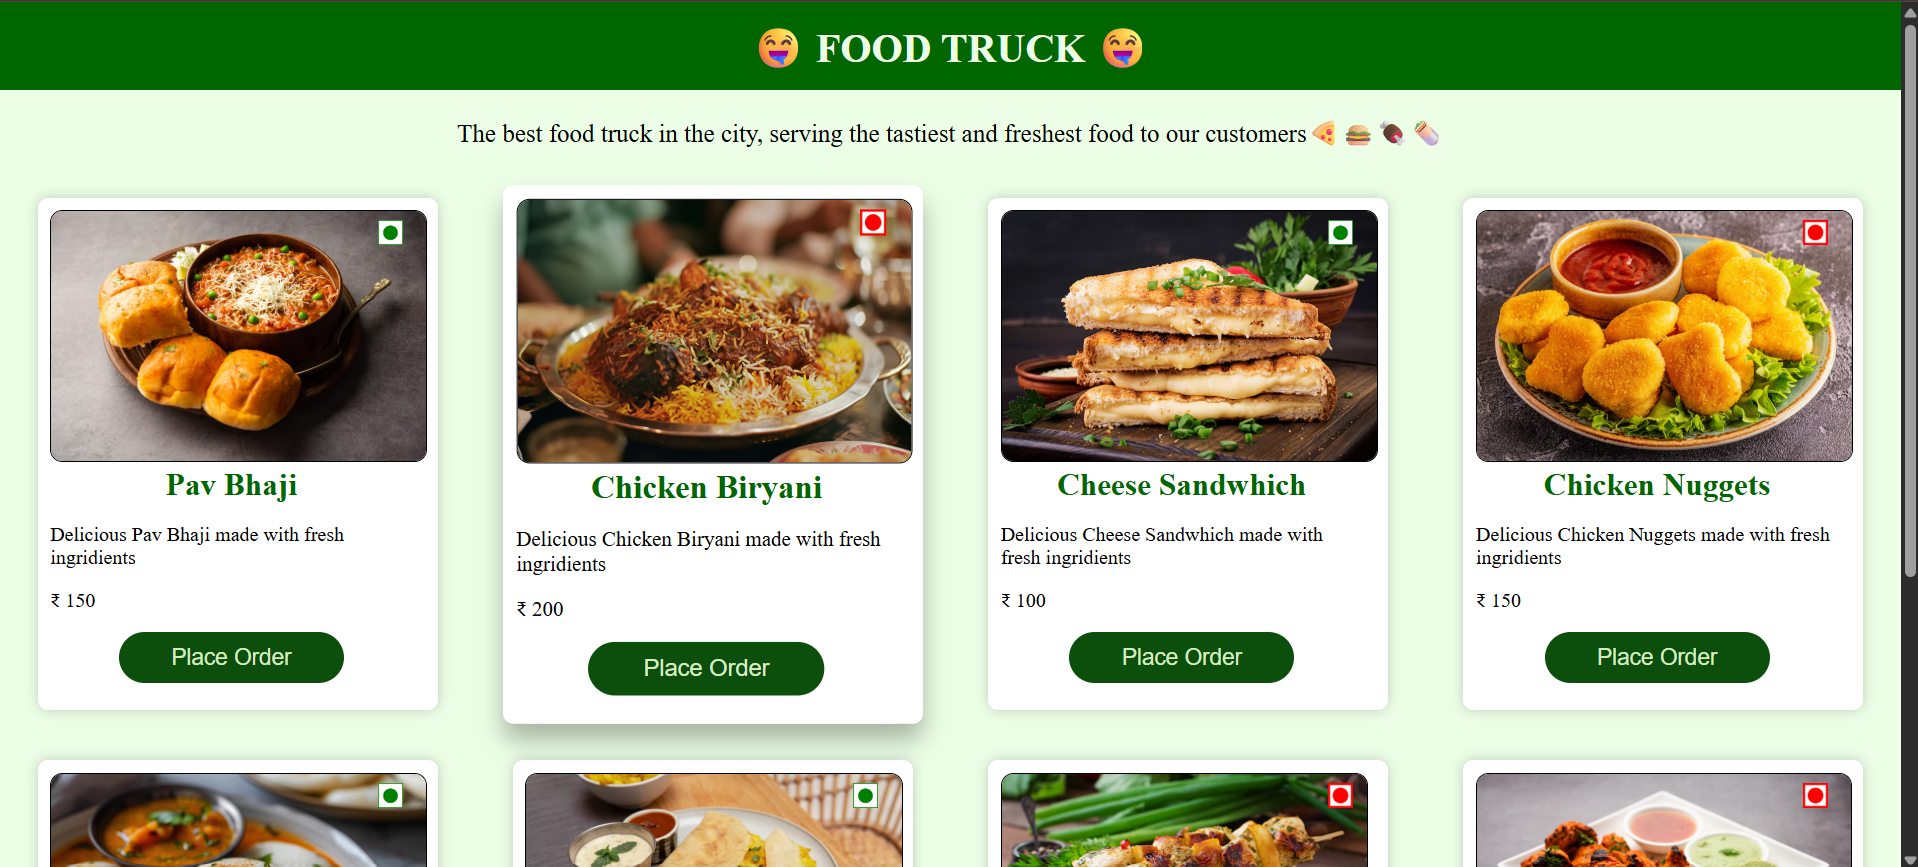 🤤 FOOD TRUCK 🤤
The best food truck in the city, serving the tastiest and freshest food to our customers 🍕 🍔 🍖 🌯
Pav Bhaji
Delicious Pav Bhaji made with fresh
ingridients
₹ 150
Place Order
Chicken Biryani
Delicious Chicken Biryani made with fresh
ingridients
₹ 200
Place Order
Cheese Sandwhich
Delicious Cheese Sandwhich made with
fresh ingridients
₹ 100
Place Order
Chicken Nuggets
Delicious Chicken Nuggets made with fresh
ingridients
₹ 150
Place Order